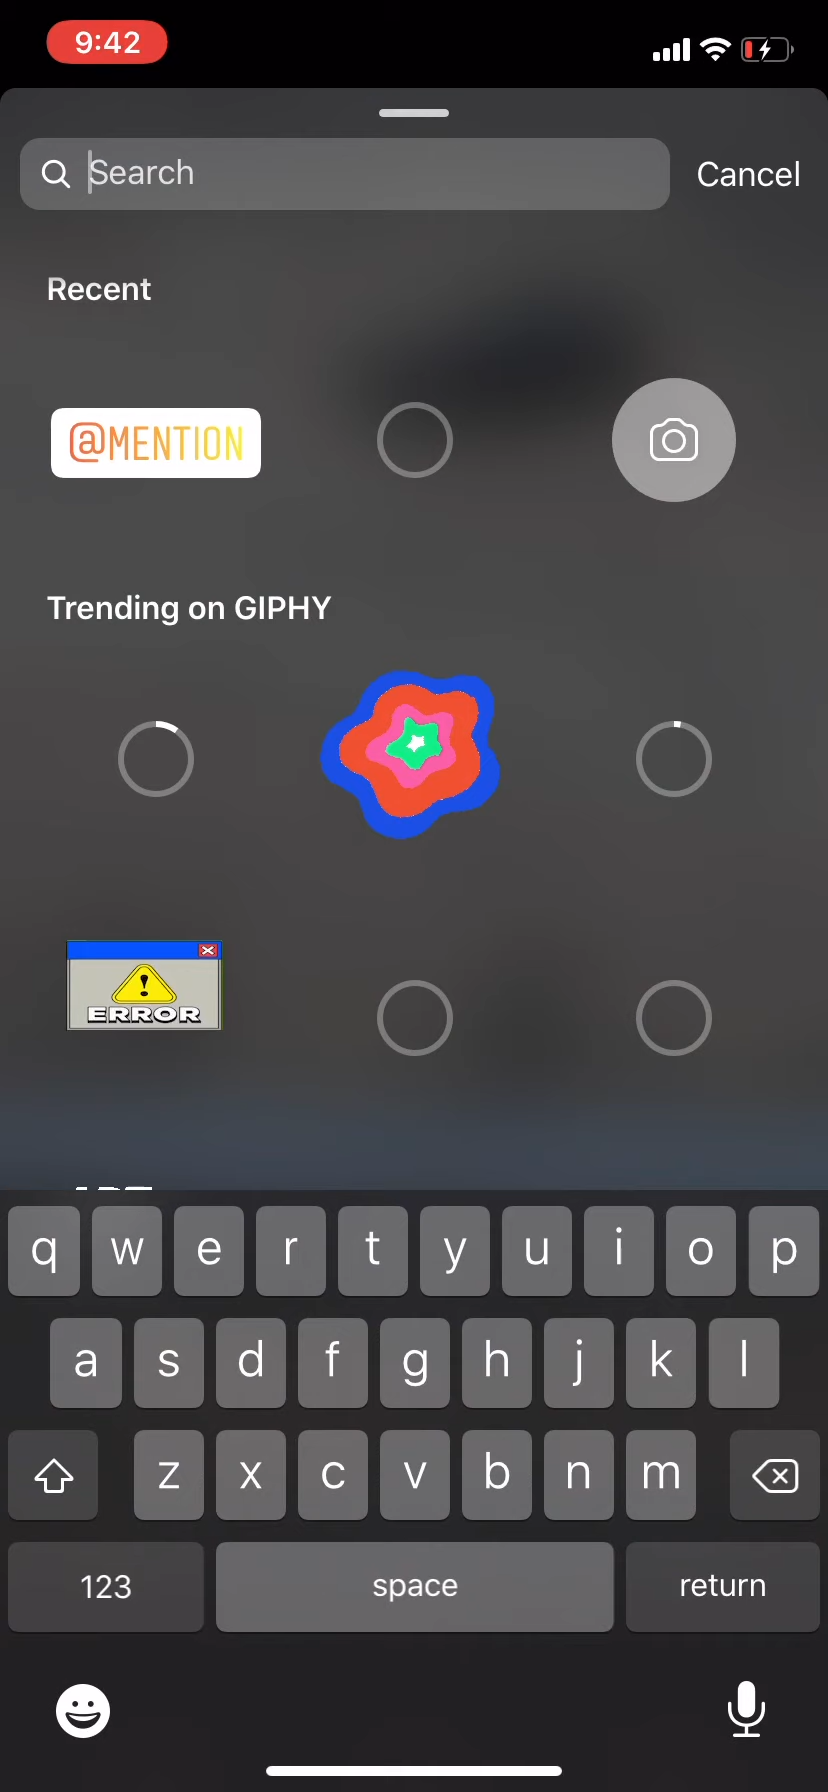 9:42
Search
Cancel
Recent
@MENTION
Trending on GIPHY
ERROR
q w e r t y u i o p
a s d f g h j k l
z x c v b n m
123 space return